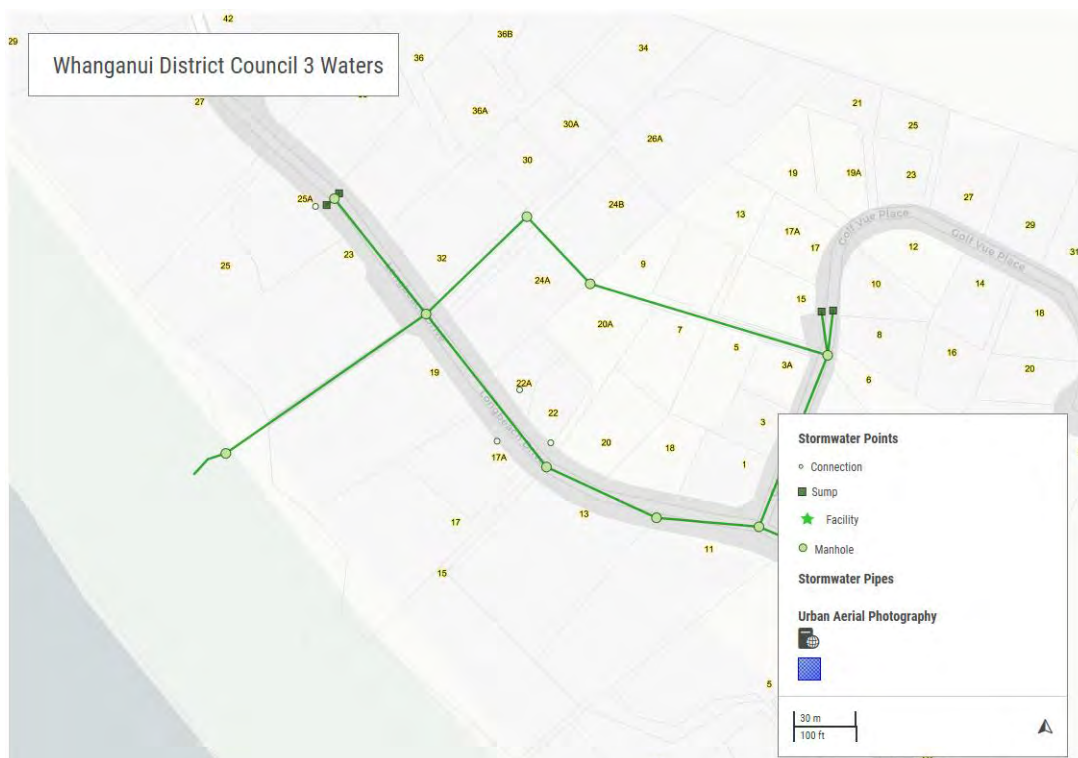 42
29
36B
34
Whanganui District Council 3 Waters
36
27
36A
30A
26A
21
25
30
19
19A
23
27
25A
24B
13
17A
29
17
Golf Vue Place
12
Golf Vue Place
31
23
32
25
24A
9
10
14
15
18
20A
7
8
5
16
3A
20
6
19
22A
3
22
20
18
1
17A
17
13
11
15
5
Stormwater Points
Connection
Sump
Facility
Manhole
Stormwater Pipes
Urban Aerial Photography
30 m
100 ft